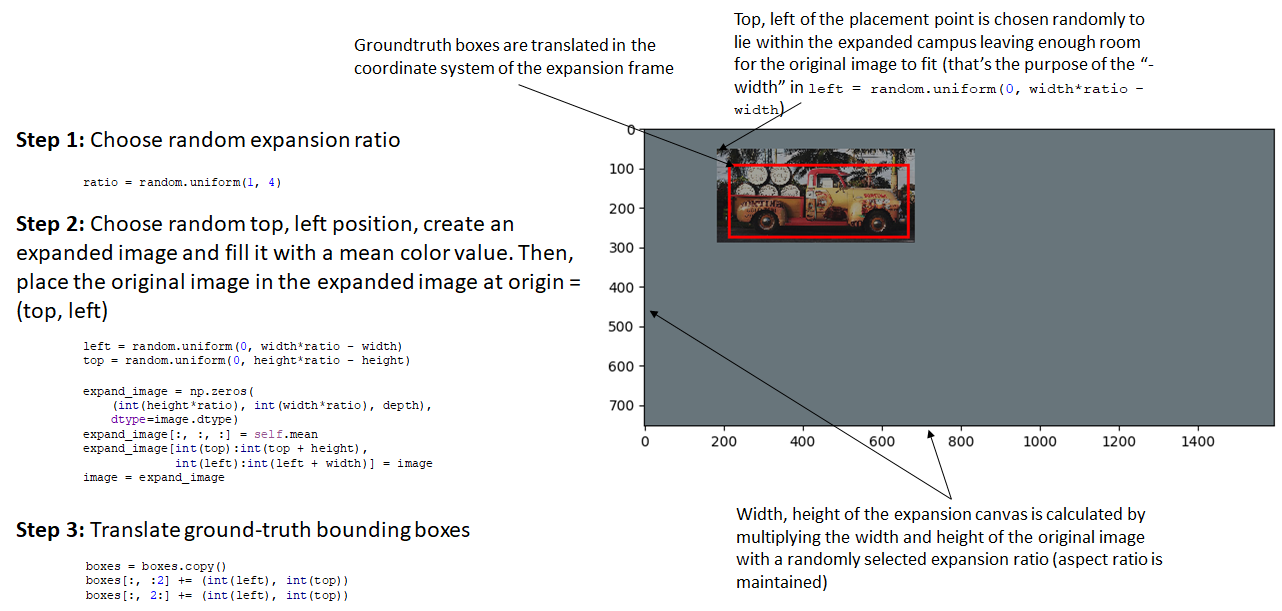 Groundtruth boxes are translated in the
coordinate system of the expansion frame
Top, left of the placement point is chosen randomly to
lie within the expanded campus leaving enough room
for the original image to fit (that's the purpose of the "-
width" in left = random.uniform(0, width*ratio -
width)
Step 1: Choose random expansion ratio
ratio = random.uniform(1, 4)
Step 2: Choose random top, left position, create an
expanded image and fill it with a mean color value. Then,
place the original image in the expanded image at origin =
(top, left)
left = random.uniform(0, width*ratio - width)
top = random.uniform(0, height*ratio - height)
expand_image = np.zeros(
(int(height*ratio), int(width*ratio), depth),
dtype=image.dtype)
expand_image[:, :, :] = self.mean
expand_image[int(top):int(top + height),
int(left):int(left + width)] = image
image = expand_image
Step 3: Translate ground-truth bounding boxes
boxes = boxes.copy()
boxes[:, :2] += (int(left), int(top))
boxes[:, 2:] += (int(left), int(top))
0
100
200
300
400
500
600
700
0 200 400 600 800 1000 1200 1400
Width, height of the expansion canvas is calculated by
multiplying the width and height of the original image
with a randomly selected expansion ratio (aspect ratio is
maintained)